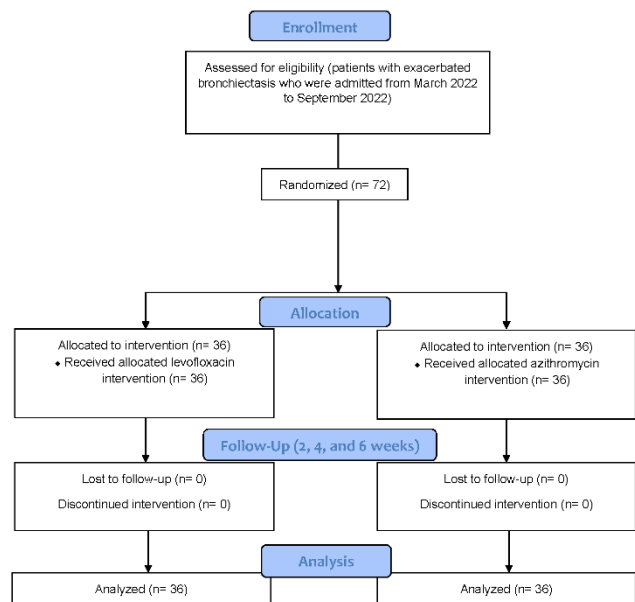 Enrollment
Assessed for eligibility (patients with exacerbated
bronchiectasis who were admitted from March 2022
to September 2022)
Randomized (n= 72)
Allocation
Allocated to intervention (n= 36)
♦ Received allocated levofloxacin
intervention (n= 36)
Allocated to intervention (n= 36)
♦ Received allocated azithromycin
intervention (n= 36)
Follow-Up (2, 4, and 6 weeks)
Lost to follow-up (n= 0)
Discontinued intervention (n= 0)
Lost to follow-up (n= 0)
Discontinued intervention (n= 0)
Analysis
Analyzed (n= 36)
Analyzed (n= 36)